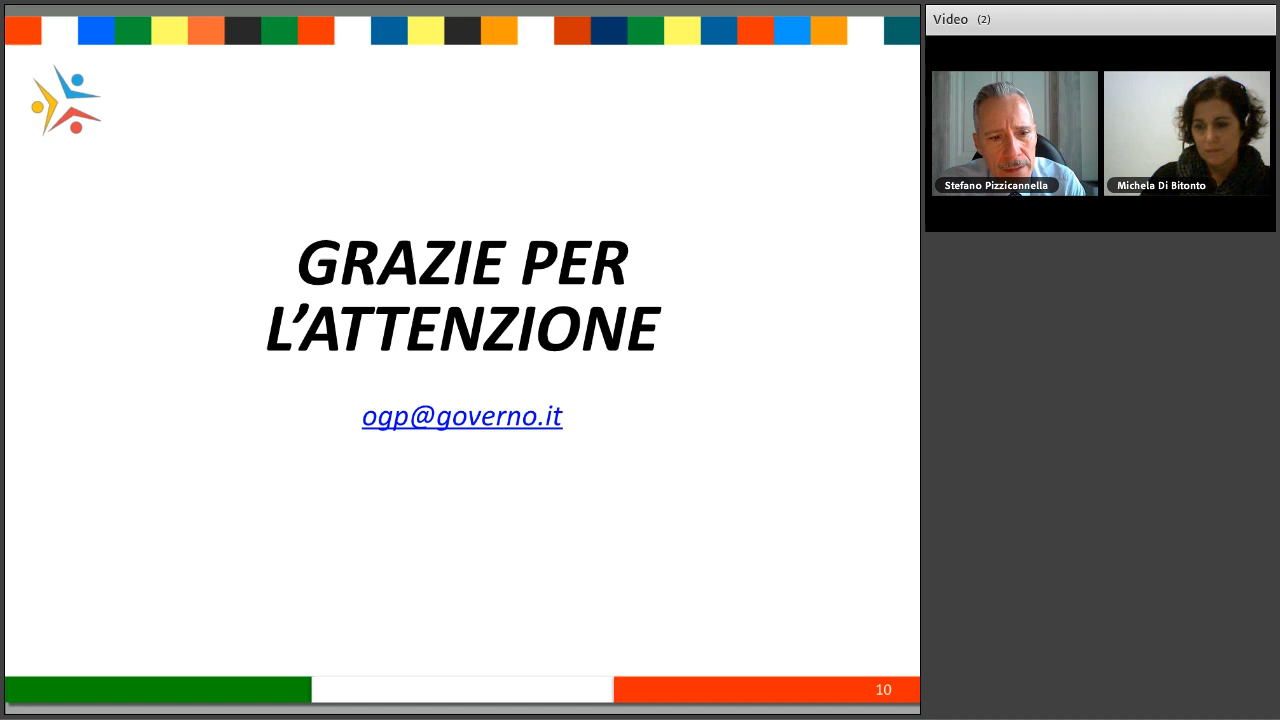 GRAZIE PER
L’ATTENZIONE
ogp@governo.it
10
Video (2)
Stefano Pizzicannella
Michela Di Bitonto